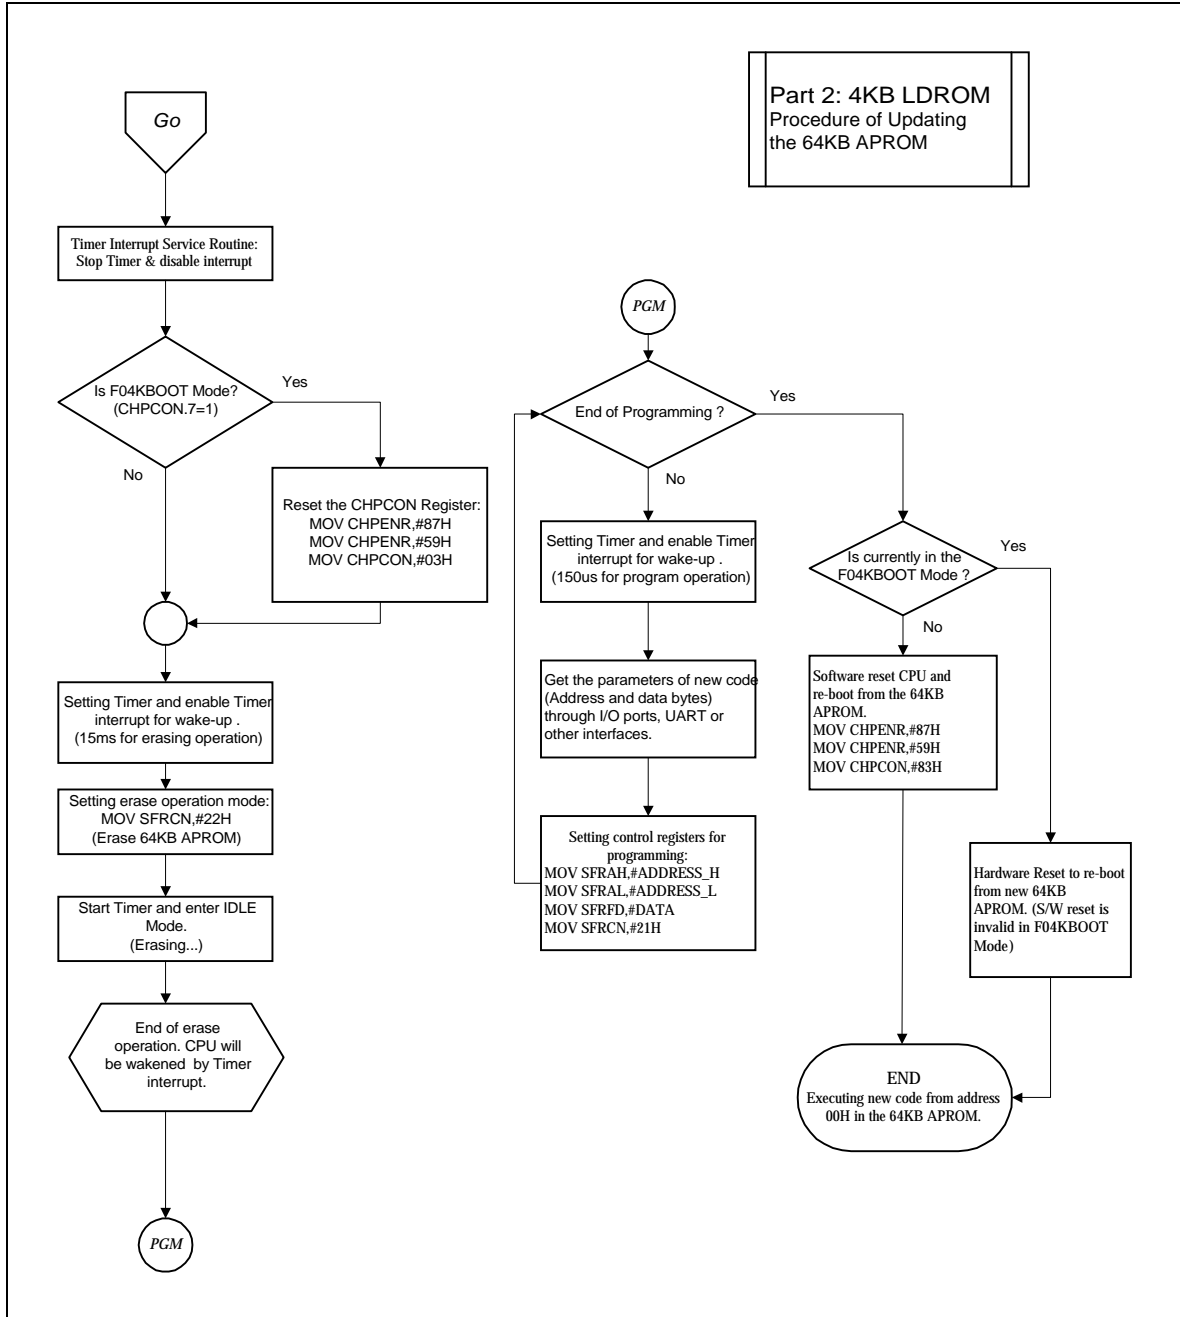 Part 2: 4KB LDROM
Procedure of Updating
the 64KB APROM
Go
Timer Interrupt Service Routine:
Stop Timer & disable interrupt
Is F04KBOOT Mode?
(CHPCON.7=1)
Yes
No
Reset the CHPCON Register:
MOV CHPENR,#87H
MOV CHPENR,#59H
MOV CHPCON,#03H
Setting Timer and enable Timer
interrupt for wake-up .
(15ms for erasing operation)
Setting erase operation mode:
MOV SFRCN,#22H
(Erase 64KB APROM)
Start Timer and enter IDLE
Mode.
(Erasing...)
End of erase
operation. CPU will
be wakened by Timer
interrupt.
PGM
PGM
End of Programming ?
Yes
No
Setting Timer and enable Timer
interrupt for wake-up .
(150us for program operation)
Get the parameters of new code
(Address and data bytes)
through I/O ports, UART or
other interfaces.
Setting control registers for
programming:
MOV SFRAH,#ADDRESS_H
MOV SFRAL,#ADDRESS_L
MOV SFRFD,#DATA
MOV SFRCN,#21H
Is currently in the
F04KBOOT Mode ?
Yes
No
Software reset CPU and
re-boot from the 64KB
APROM.
MOV CHPENR,#87H
MOV CHPENR,#59H
MOV CHPCON,#83H
Hardware Reset to re-boot
from new 64KB
APROM. (S/W reset is
invalid in F04KBOOT
Mode)
END
Executing new code from address
00H in the 64KB APROM.